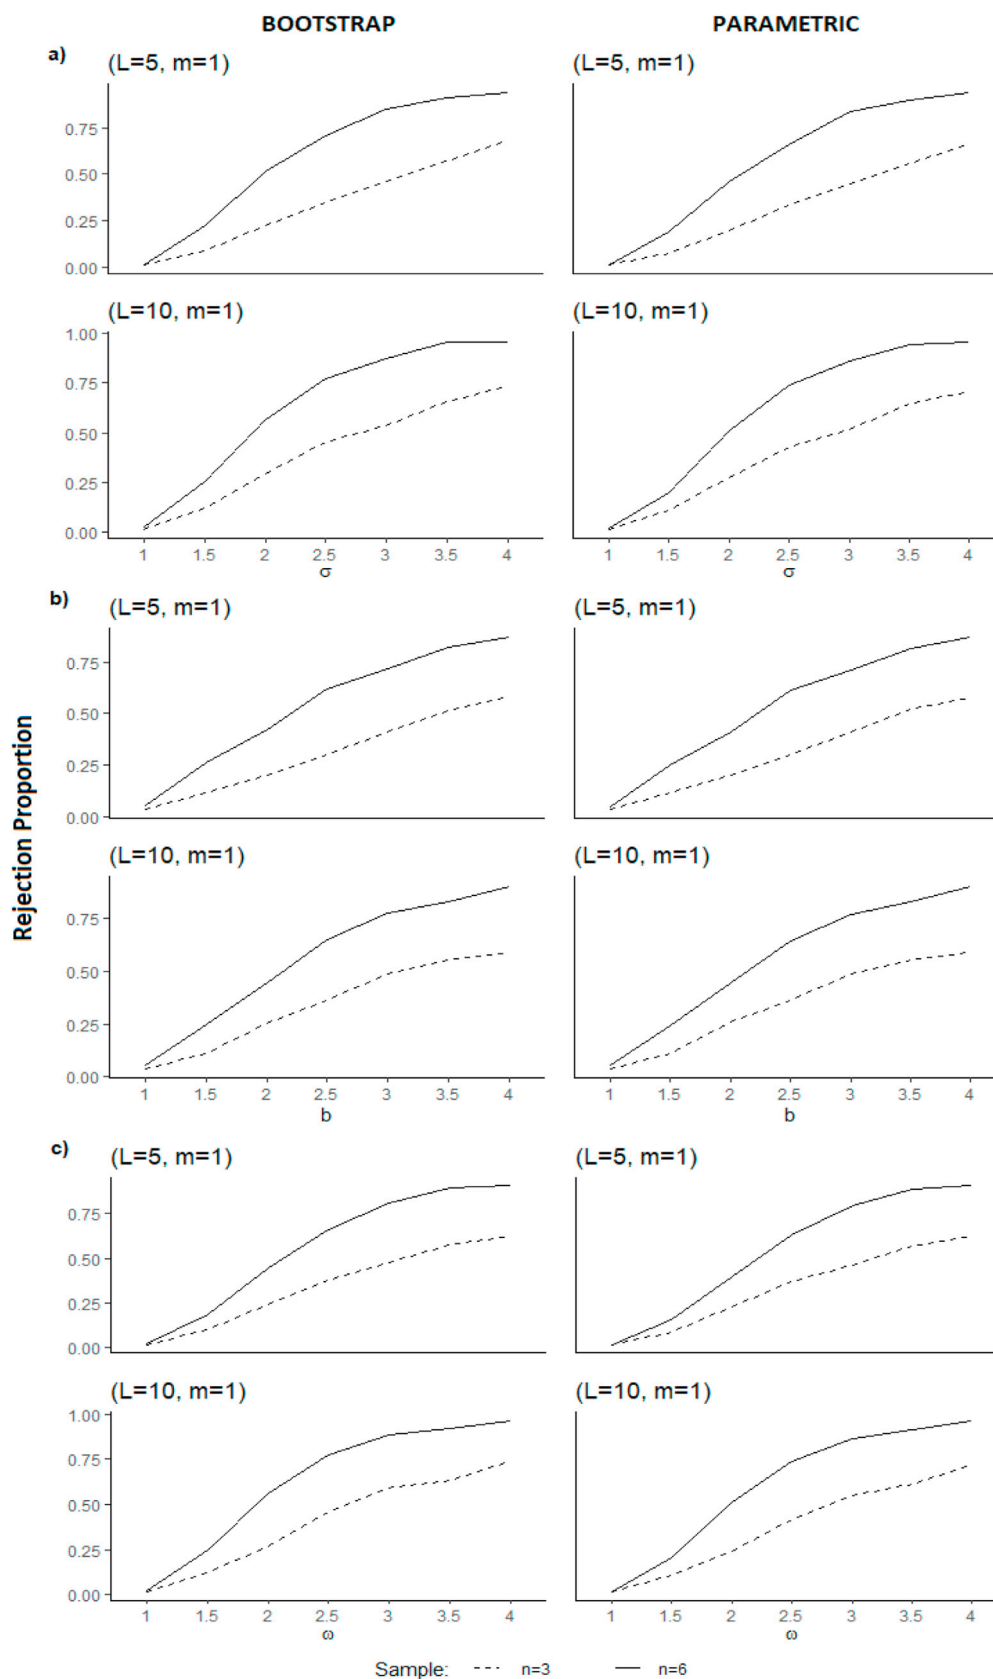 BOOTSTRAP PARAMETRIC
a)
(L=5, m=1) (L=5, m=1)
0.75
0.50
0.25
0.00
(L=10, m=1) (L=10, m=1)
1.00
0.75
0.50
0.25
0.00
1 1.5 2 2.5 3 3.5 4 1 1.5 2 2.5 3 3.5 4
σ σ
b)
(L=5, m=1) (L=5, m=1)
0.75
0.50
0.25
0.00
Rejection Proportion
(L=10, m=1) (L=10, m=1)
0.75
0.50
0.25
0.00
1 1.5 2 2.5 3 3.5 4 1 1.5 2 2.5 3 3.5 4
b b
c)
(L=5, m=1) (L=5, m=1)
0.75
0.50
0.25
0.00
(L=10, m=1) (L=10, m=1)
1.00
0.75
0.50
0.25
0.00
1 1.5 2 2.5 3 3.5 4 1 1.5 2 2.5 3 3.5 4
ω ω
Sample: n=3 n=6